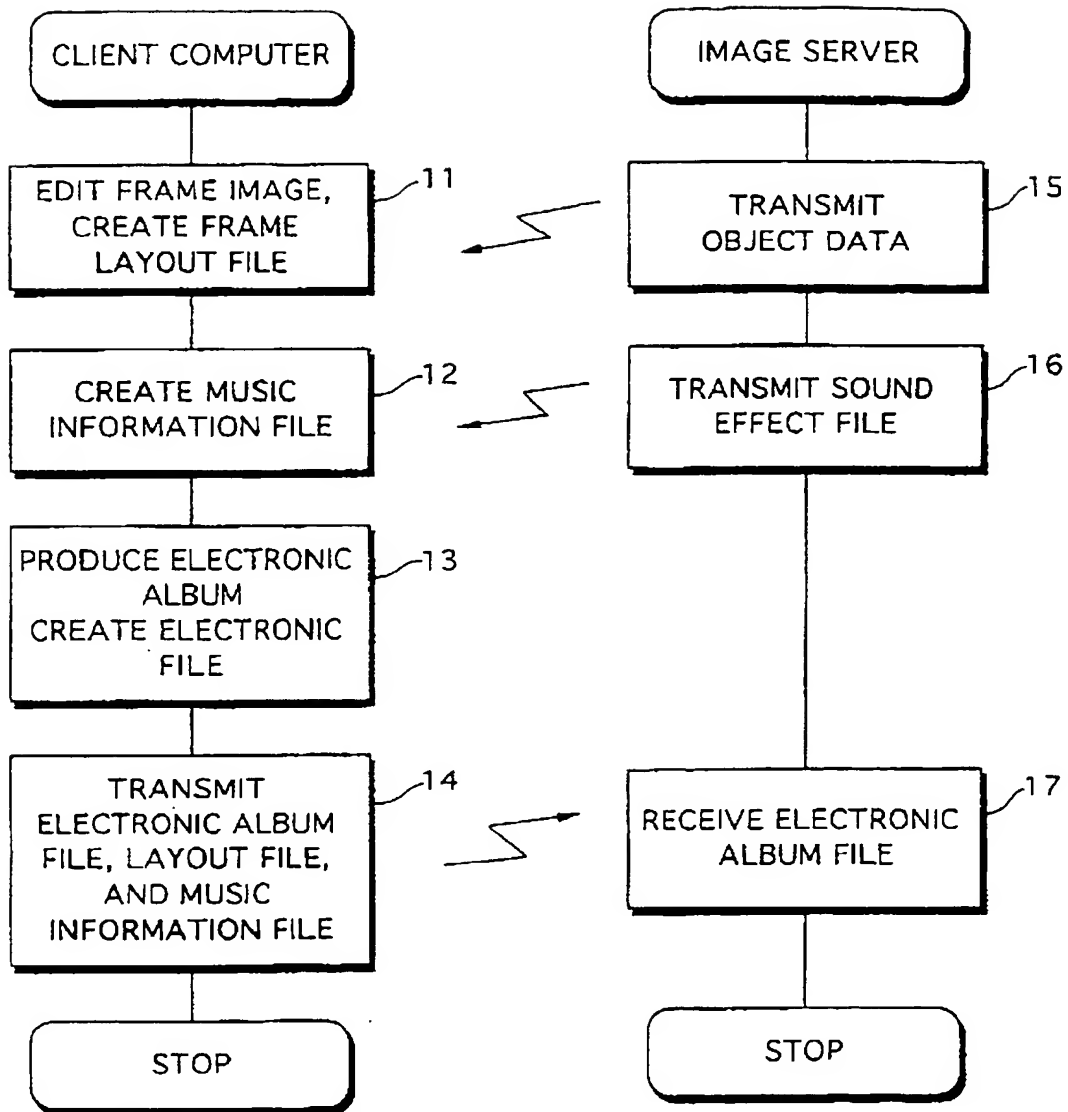 CLIENT COMPUTER
EDIT FRAME IMAGE,
CREATE FRAME
LAYOUT FILE
11
CREATE MUSIC
INFORMATION FILE
12
PRODUCE ELECTRONIC
ALBUM
CREATE ELECTRONIC
FILE
13
TRANSMIT
ELECTRONIC ALBUM
FILE, LAYOUT FILE,
AND MUSIC
INFORMATION FILE
14
STOP
IMAGE SERVER
TRANSMIT
OBJECT DATA
15
TRANSMIT SOUND
EFFECT FILE
16
RECEIVE ELECTRONIC
ALBUM FILE
17
STOP